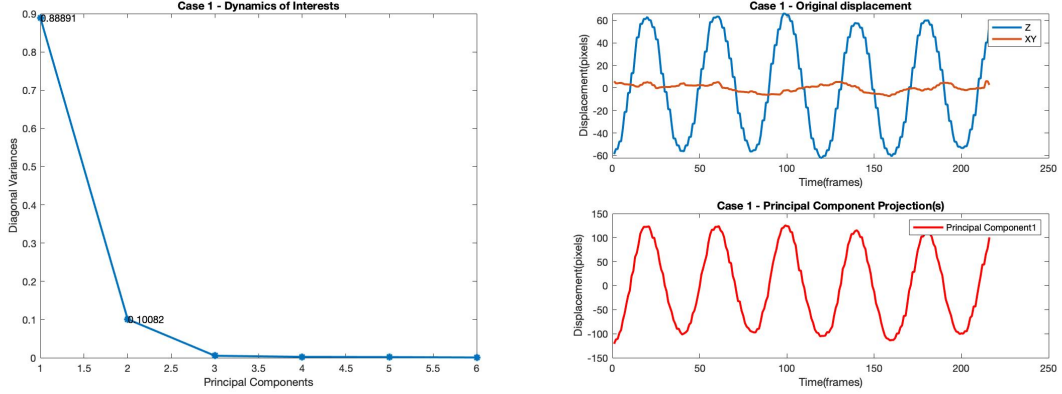 Case 1 - Dynamics of Interests
0.9
0.8
0.7
0.6
0.5
0.4
0.3
0.2
0.1
0
Diagonal Variances
0.88891
0.10082
1 1.5 2 2.5 3 3.5 4 4.5 5 5.5 6
Principal Components
Case 1 - Original displacement
60
40
20
0
-20
-40
-60
Displacement(pixels)
Z
XY
0 50 100 150 200 250
Time(frames)
Case 1 - Principal Component Projection(s)
150
100
50
0
-50
-100
-150
Displacement(pixels)
Principal Component1
0 50 100 150 200 250
Time(frames)